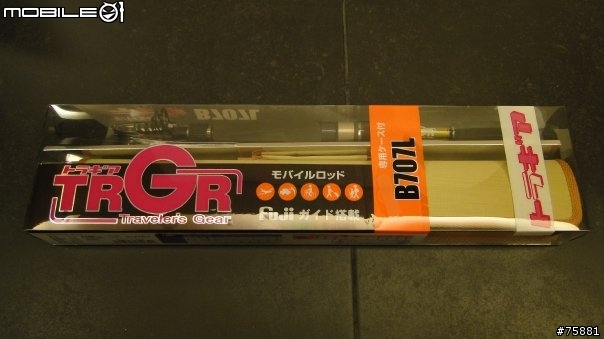 MOBILE01
B707L
トラギア
TRGR
Traveler's Gear
モバイルロッド
Fuji ガイド搭載
専用ケース付
B707L
トラギア
#75881